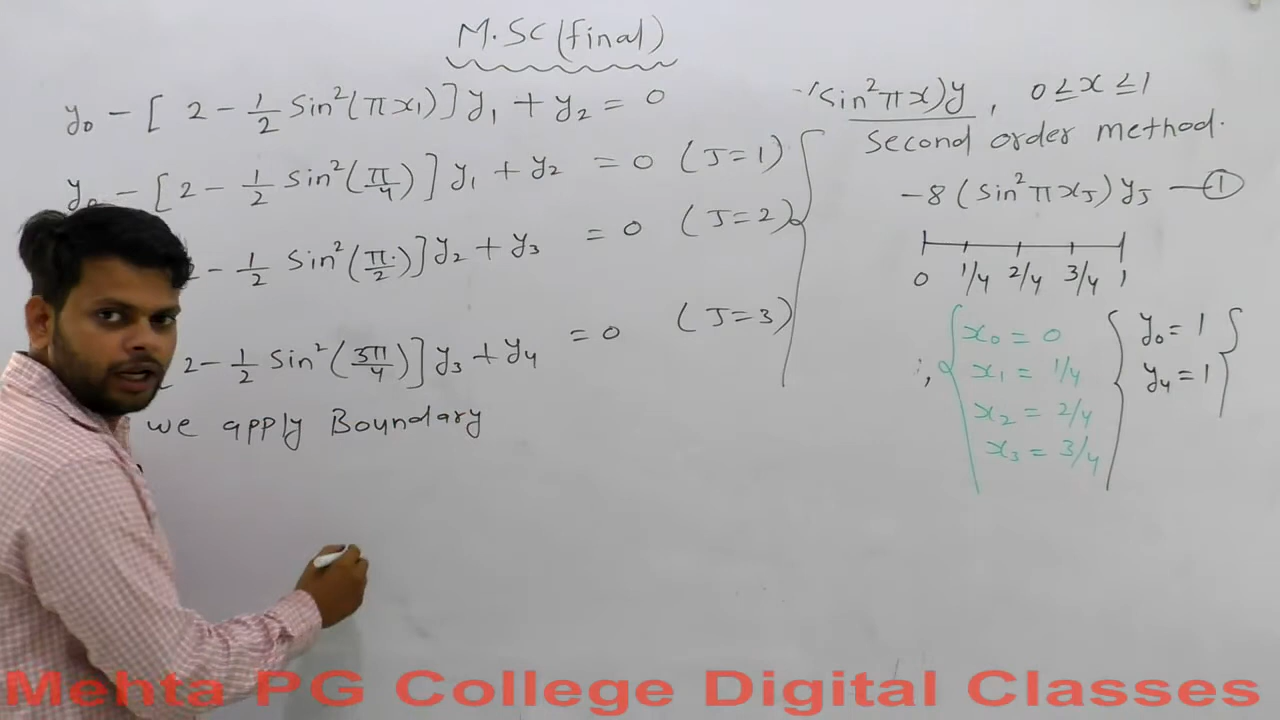 M.SC(final)
y₀ - [ 2 - 1/2 Sin²(πx₁)] y₁ + y₂ = 0
y₀ - [2 - 1/2 Sin²(π/4)] y₁ + y₂ = 0 (J=1)
2 - 1/2 Sin²(π/2)] y₂ + y₃ = 0 (J=2)
[2 - 1/2 Sin²(3π/4)] y₃ + y₄ = 0 (J=3)
we apply Boundary
Sin²πx)y, 0≤x≤1
Second order method.
-8 (Sin²πx_J) y_J —①
0 1/4 2/4 3/4 1
x₀ = 0
x₁ = 1/4
x₂ = 2/4
x₃ = 3/4
y₀ = 1
y₄ = 1
Mehta PG College Digital Classes